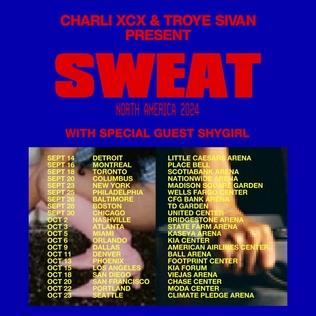 CHARLI XCX & TROYE SIVAN
PRESENT
SWEAT
NORTH AMERICA 2024
WITH SPECIAL GUEST SHYGIRL
SEPT 14 DETROIT LITTLE CAESARS ARENA
SEPT 16 MONTREAL PLACE BELL
SEPT 18 TORONTO SCOTIABANK ARENA
SEPT 20 COLUMBUS NATIONWIDE ARENA
SEPT 23 NEW YORK MADISON SQUARE GARDEN
SEPT 25 PHILADELPHIA WELLS FARGO CENTER
SEPT 26 BALTIMORE CFG BANK ARENA
SEPT 28 BOSTON TD GARDEN
SEPT 30 CHICAGO UNITED CENTER
OCT 2 NASHVILLE BRIDGESTONE ARENA
OCT 3 ATLANTA STATE FARM ARENA
OCT 5 MIAMI KASEYA ARENA
OCT 6 ORLANDO KIA CENTER
OCT 9 DALLAS AMERICAN AIRLINES CENTER
OCT 11 DENVER BALL ARENA
OCT 13 PHOENIX FOOTPRINT CENTER
OCT 15 LOS ANGELES KIA FORUM
OCT 18 SAN DIEGO VIEJAS ARENA
OCT 20 SAN FRANCISCO CHASE CENTER
OCT 22 PORTLAND MODA CENTER
OCT 23 SEATTLE CLIMATE PLEDGE ARENA